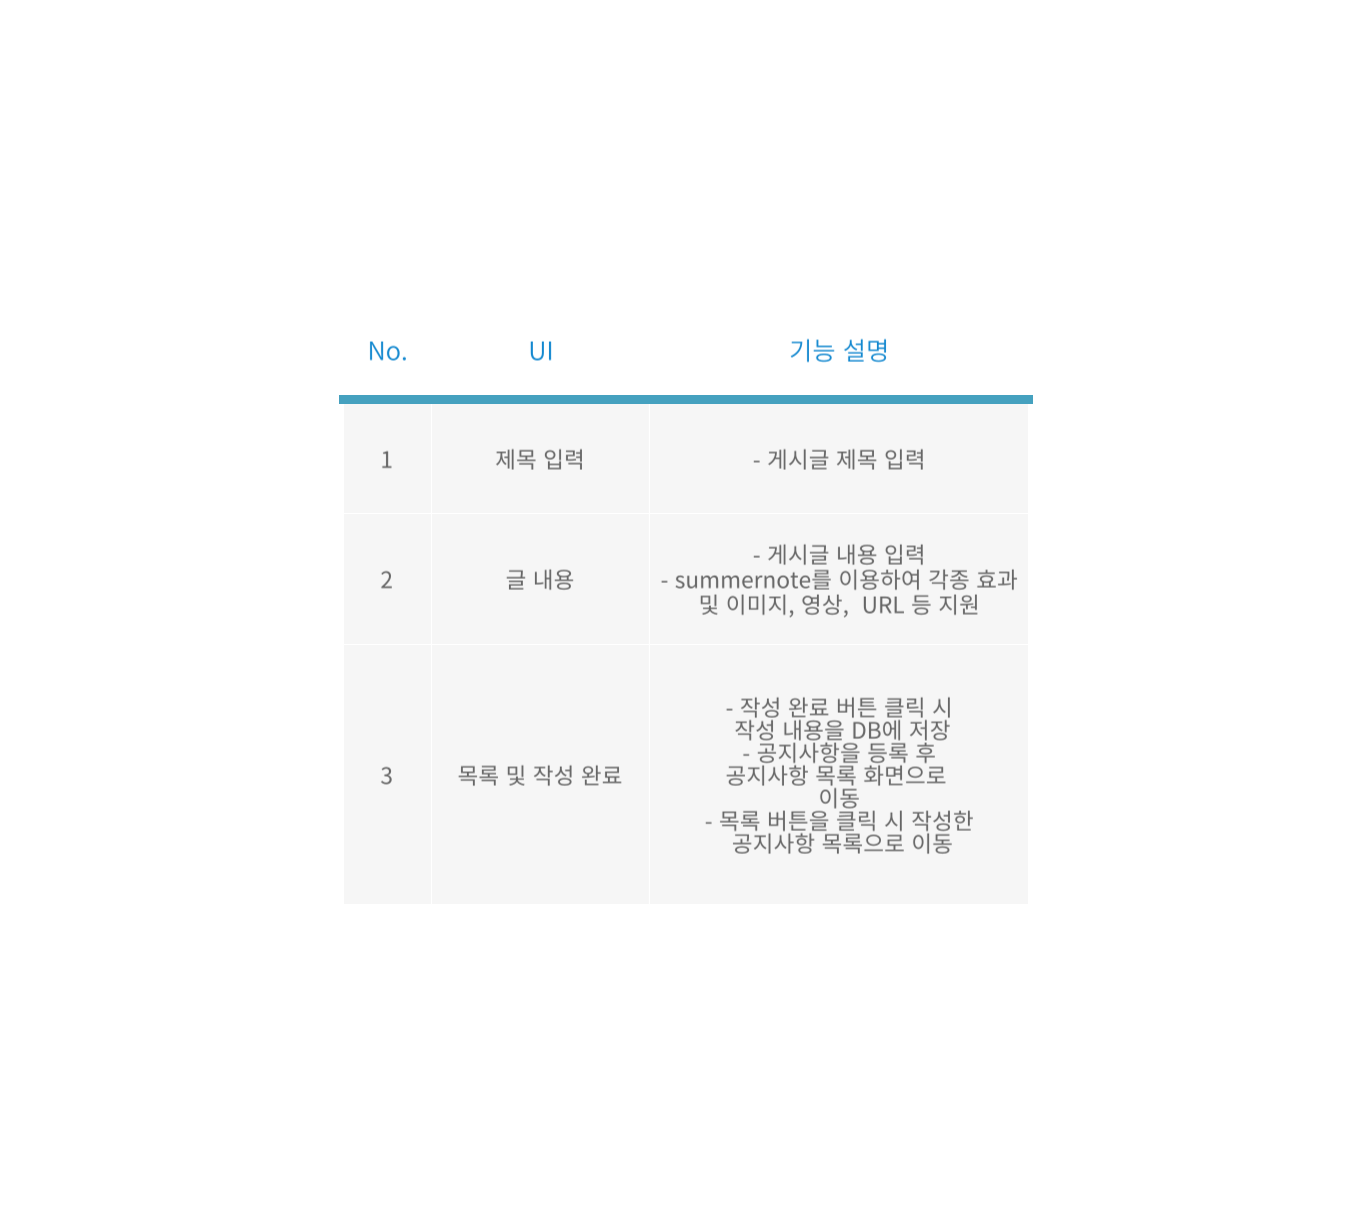 No. UI 기능 설명
1 제목 입력 - 게시글 제목 입력
- 게시글 내용 입력
2 글 내용 - summernote를 이용하여 각종 효과
및 이미지, 영상,  URL 등 지원
- 작성 완료 버튼 클릭 시
작성 내용을 DB에 저장
- 공지사항을 등록 후
3 목록 및 작성 완료 공지사항 목록 화면으로
이동
- 목록 버튼을 클릭 시 작성한
공지사항 목록으로 이동